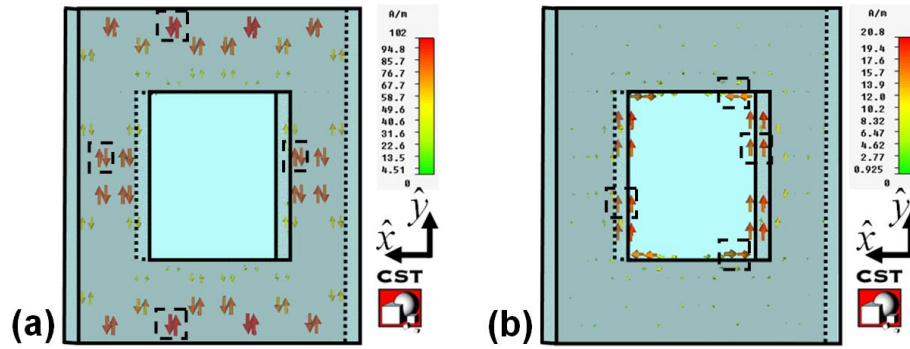 A/m
102
94.8
85.8
76.7
67.7
58.7
49.6
40.6
31.6
22.6
13.5
4.51
0
ŷ
x̂
CST
(a)
A/m
20.8
19.4
17.6
15.7
13.9
12.0
10.2
8.32
6.47
4.62
2.77
0.925
0
ŷ
x̂
CST
(b)